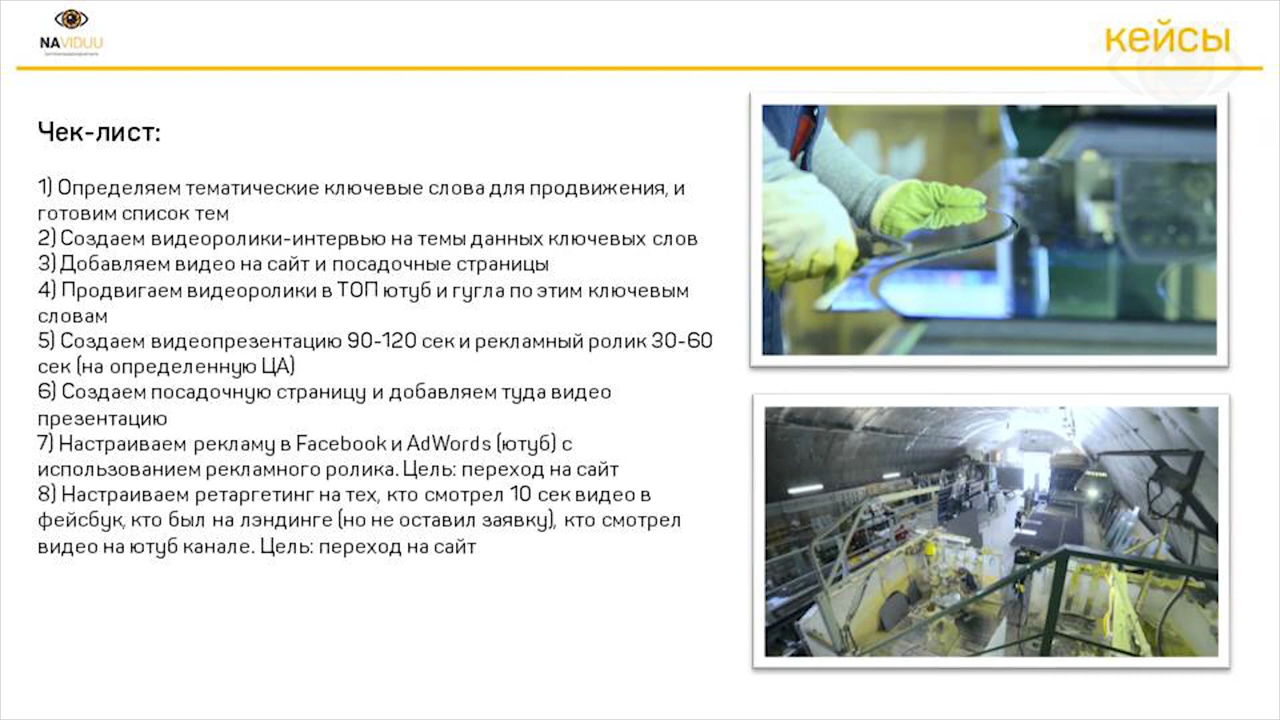 NAVIDUU
кейсы
Чек-лист:
1) Определяем тематические ключевые слова для продвижения, и
готовим список тем
2) Создаем видеоролики-интервью на темы данных ключевых слов
3) Добавляем видео на сайт и посадочные страницы
4) Продвигаем видеоролики в ТОП ютуб и гугла по этим ключевым
словам
5) Создаем видеопрезентацию 90-120 сек и рекламный ролик 30-60
сек (на определенную ЦА)
6) Создаем посадочную страницу и добавляем туда видео
презентацию
7) Настраиваем рекламу в Facebook и AdWords (ютуб) с
использованием рекламного ролика. Цель: переход на сайт
8) Настраиваем ретаргетинг на тех, кто смотрел 10 сек видео в
фейсбук, кто был на лэндинге (но не оставил заявку), кто смотрел
видео на ютуб канале. Цель: переход на сайт